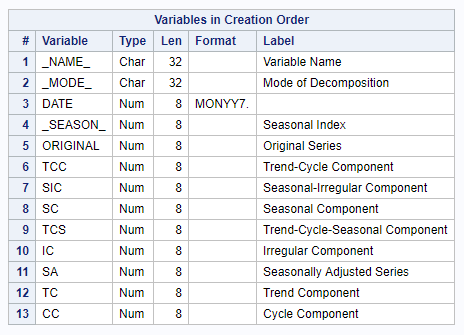 Variables in Creation Order
# Variable Type Len Format Label
1 _NAME_ Char 32 Variable Name
2 _MODE_ Char 32 Mode of Decomposition
3 DATE Num 8 MONYY7.
4 _SEASON_ Num 8 Seasonal Index
5 ORIGINAL Num 8 Original Series
6 TCC Num 8 Trend-Cycle Component
7 SIC Num 8 Seasonal-Irregular Component
8 SC Num 8 Seasonal Component
9 TCS Num 8 Trend-Cycle-Seasonal Component
10 IC Num 8 Irregular Component
11 SA Num 8 Seasonally Adjusted Series
12 TC Num 8 Trend Component
13 CC Num 8 Cycle Component